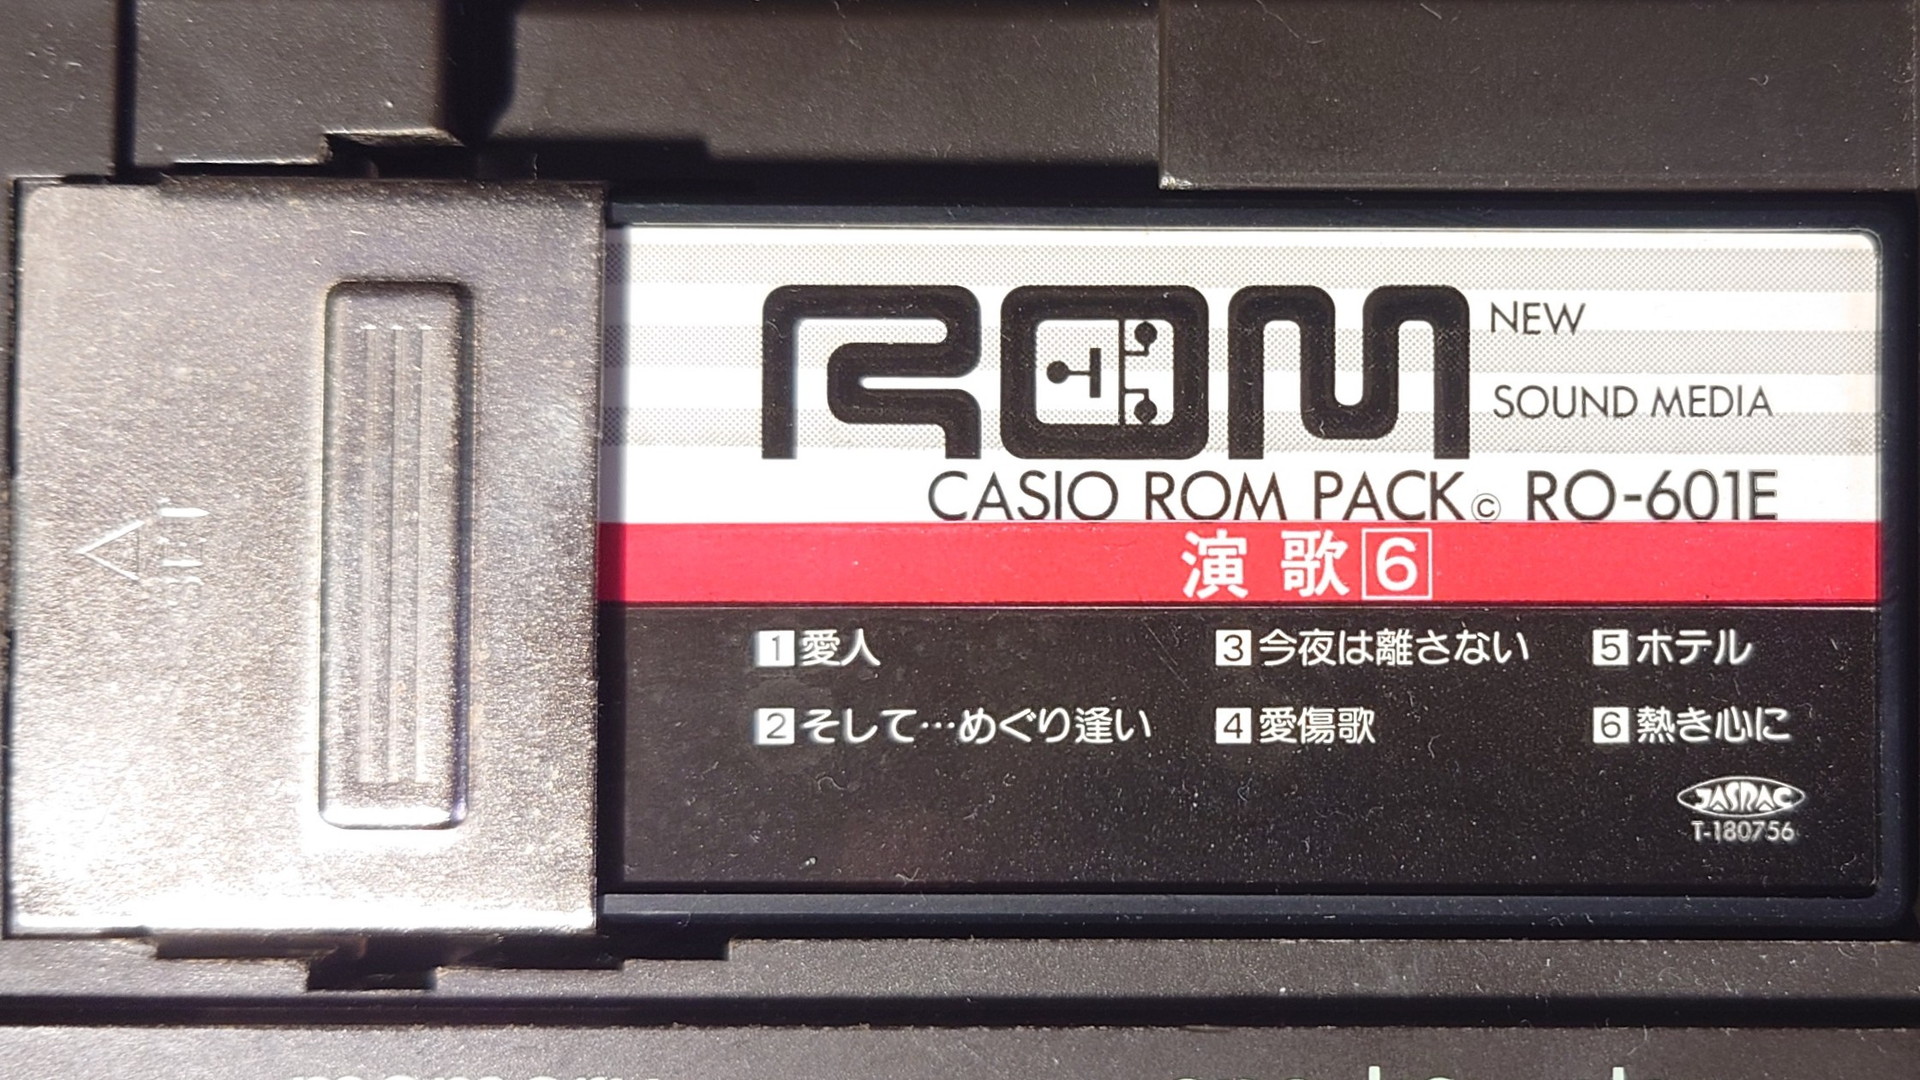 ROM
NEW
SOUND MEDIA
CASIO ROM PACK © RO-601E
演歌6
1 愛人
2 そして…めぐり逢い
3 今夜は離さない
4 愛傷歌
5 ホテル
6 熱き心に
JASRAC
T-180756
SET